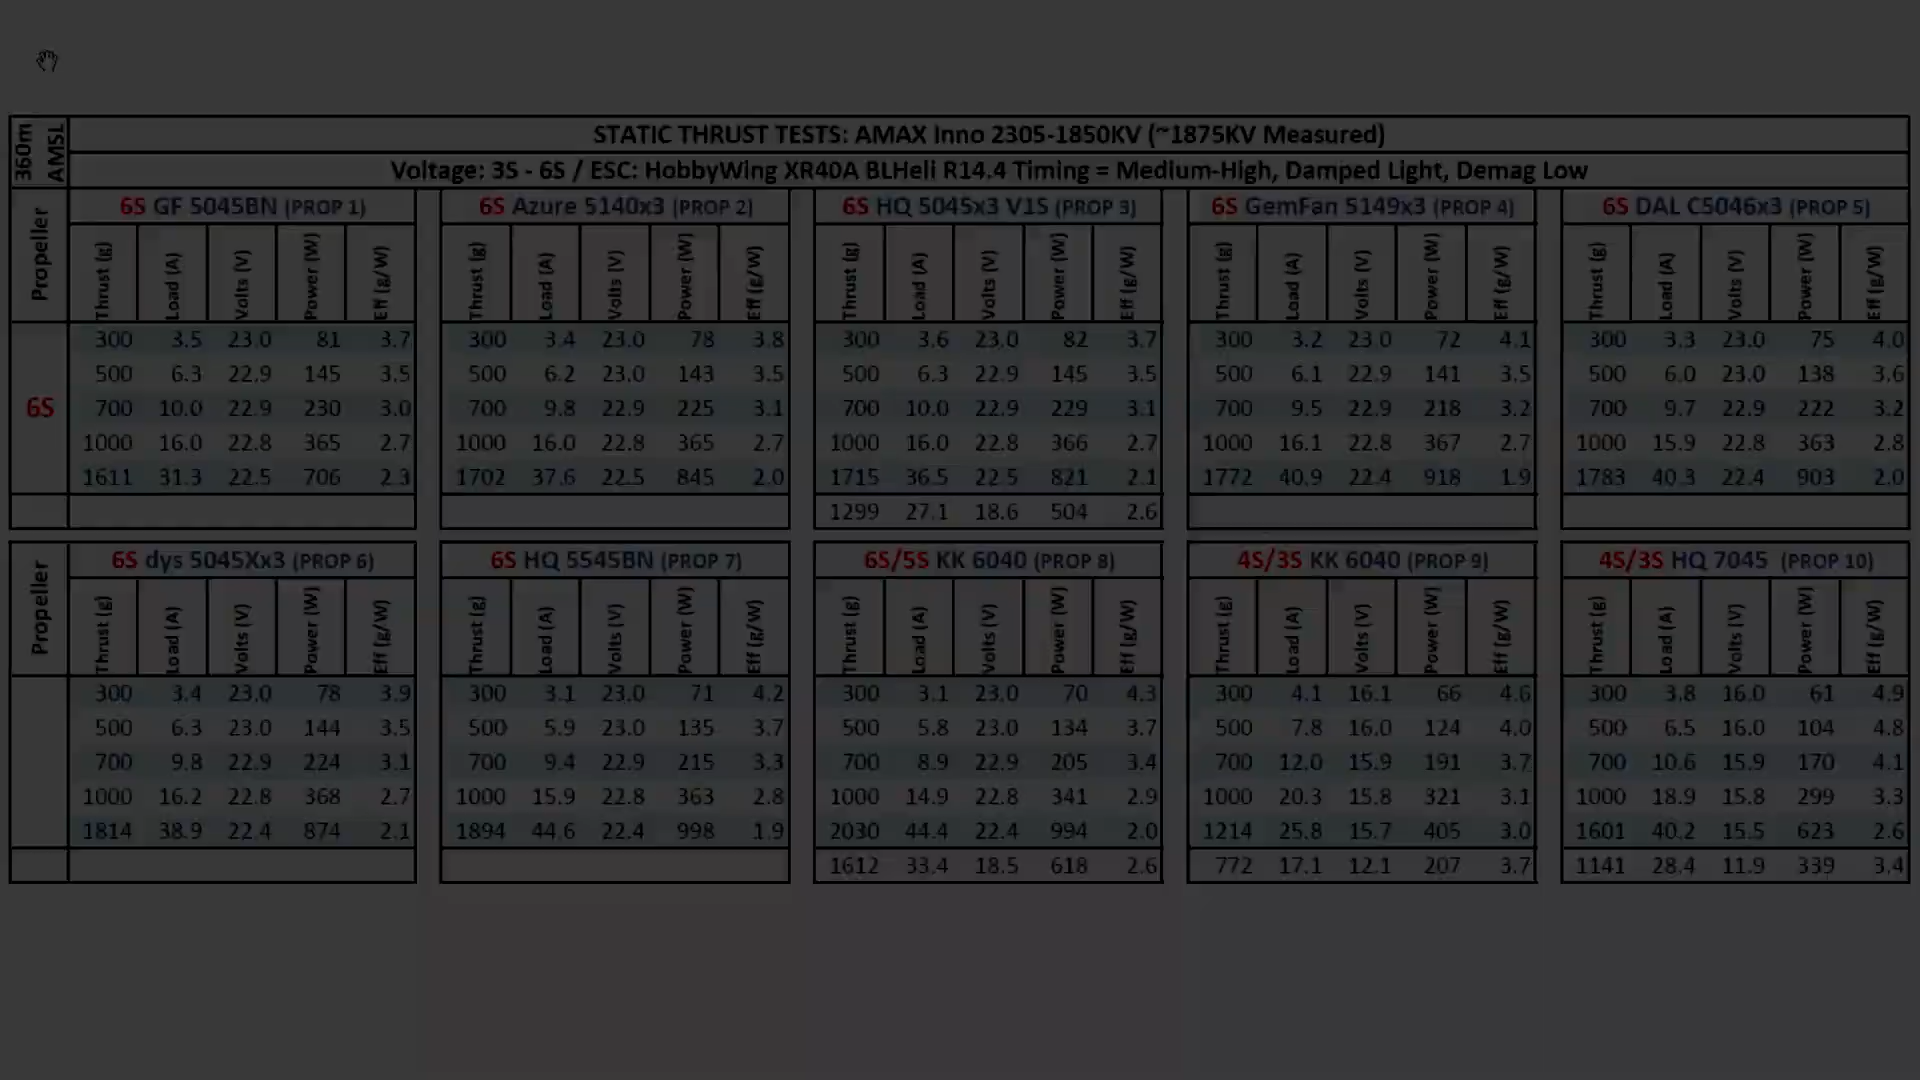 360m AMSL
STATIC THRUST TESTS: AMAX Inno 2305-1850KV (~1875KV Measured)
Voltage: 3S - 6S / ESC: HobbyWing XR40A BLHeli R14.4 Timing = Medium-High, Damped Light, Demag Low
Propeller 6S GF 5045BN (PROP 1) 6S Azure 5140x3 (PROP 2) 6S HQ 5045x3 V1S (PROP 3) 6S GemFan 5149x3 (PROP 4) 6S DAL C5046x3 (PROP 5)
Thrust (g) Load (A) Volts (V) Power (W) Eff (g/W) Thrust (g) Load (A) Volts (V) Power (W) Eff (g/W) Thrust (g) Load (A) Volts (V) Power (W) Eff (g/W) Thrust (g) Load (A) Volts (V) Power (W) Eff (g/W) Thrust (g) Load (A) Volts (V) Power (W) Eff (g/W)
300 3.5 23.0 81 3.7 300 3.4 23.0 78 3.8 300 3.6 23.0 82 3.7 300 3.2 23.0 72 4.1 300 3.3 23.0 75 4.0
500 6.3 22.9 145 3.5 500 6.2 23.0 143 3.5 500 6.3 22.9 145 3.5 500 6.1 22.9 141 3.5 500 6.0 23.0 138 3.6
6S 700 10.0 22.9 230 3.0 700 9.8 22.9 225 3.1 700 10.0 22.9 229 3.1 700 9.5 22.9 218 3.2 700 9.7 22.9 222 3.2
1000 16.0 22.8 365 2.7 1000 16.0 22.8 365 2.7 1000 16.0 22.8 366 2.7 1000 16.1 22.8 367 2.7 1000 15.9 22.8 363 2.8
1611 31.3 22.5 706 2.3 1702 37.6 22.5 845 2.0 1715 36.5 22.5 821 2.1 1772 40.9 22.4 918 1.9 1783 40.3 22.4 903 2.0
1299 27.1 18.6 504 2.6
Propeller 6S dys 5045Xx3 (PROP 6) 6S HQ 5545BN (PROP 7) 6S/5S KK 6040 (PROP 8) 4S/3S KK 6040 (PROP 9) 4S/3S HQ 7045 (PROP 10)
Thrust (g) Load (A) Volts (V) Power (W) Eff (g/W) Thrust (g) Load (A) Volts (V) Power (W) Eff (g/W) Thrust (g) Load (A) Volts (V) Power (W) Eff (g/W) Thrust (g) Load (A) Volts (V) Power (W) Eff (g/W) Thrust (g) Load (A) Volts (V) Power (W) Eff (g/W)
300 3.4 23.0 78 3.9 300 3.1 23.0 71 4.2 300 3.1 23.0 70 4.3 300 4.1 16.1 66 4.6 300 3.8 16.0 61 4.9
500 6.3 23.0 144 3.5 500 5.9 23.0 135 3.7 500 5.8 23.0 134 3.7 500 7.8 16.0 124 4.0 500 6.5 16.0 104 4.8
700 9.8 22.9 224 3.1 700 9.4 22.9 215 3.3 700 8.9 22.9 205 3.4 700 12.0 15.9 191 3.7 700 10.6 15.9 170 4.1
1000 16.2 22.8 368 2.7 1000 15.9 22.8 363 2.8 1000 14.9 22.8 341 2.9 1000 20.3 15.8 321 3.1 1000 18.9 15.8 299 3.3
1814 38.9 22.4 874 2.1 1894 44.6 22.4 998 1.9 2030 44.4 22.4 994 2.0 1214 25.8 15.7 405 3.0 1601 40.2 15.5 623 2.6
1612 33.4 18.5 618 2.6 772 17.1 12.1 207 3.7 1141 28.4 11.9 339 3.4